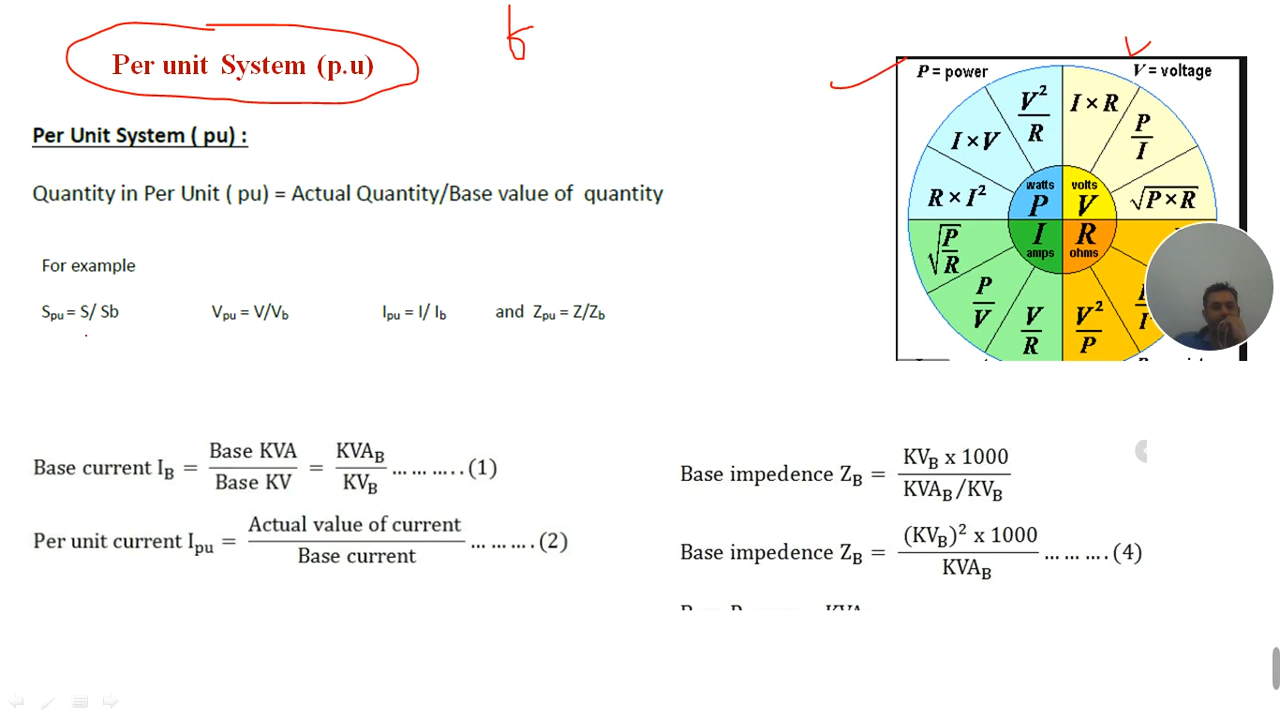 Per unit System (p.u)
Per Unit System ( pu) :
Quantity in Per Unit ( pu) = Actual Quantity/Base value of quantity
For example
Spu = S/ Sb Vpu = V/Vb Ipu = I/ Ib and Zpu = Z/Zb
Base current IB = Base KVA / Base KV = KVAB / KVB ... ... ... . . (1)
Per unit current Ipu = Actual value of current / Base current ... ... ... . (2)
P = power V = voltage
V²/R I × R
I × V P/I
R × I² √P × R
watts volts
P V
I R
amps ohms
√P/R
P/V V/R V²/P
Base impedence ZB = KVB x 1000 / KVAB/KVB
Base impedence ZB = (KVB)² x 1000 / KVAB ... ... ... . (4)